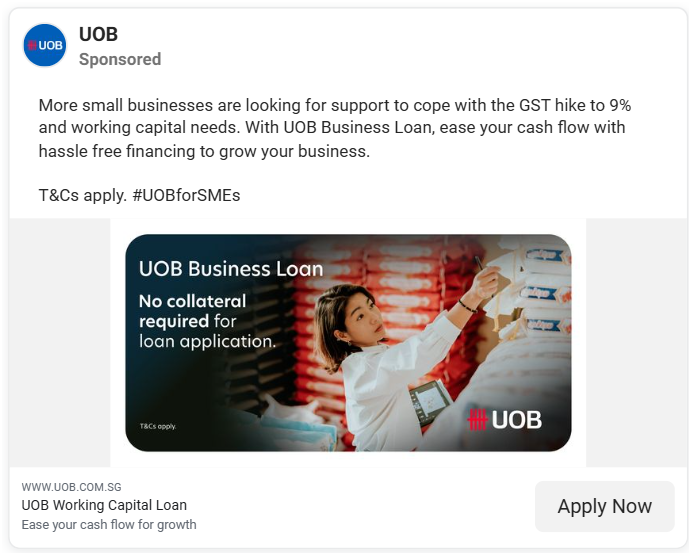 UOB
UOB
Sponsored
More small businesses are looking for support to cope with the GST hike to 9%
and working capital needs. With UOB Business Loan, ease your cash flow with
hassle free financing to grow your business.
T&Cs apply. #UOBforSMEs
UOB Business Loan
No collateral
required for
loan application.
T&Cs apply.
UOB
WWW.UOB.COM.SG
UOB Working Capital Loan
Ease your cash flow for growth
Apply Now